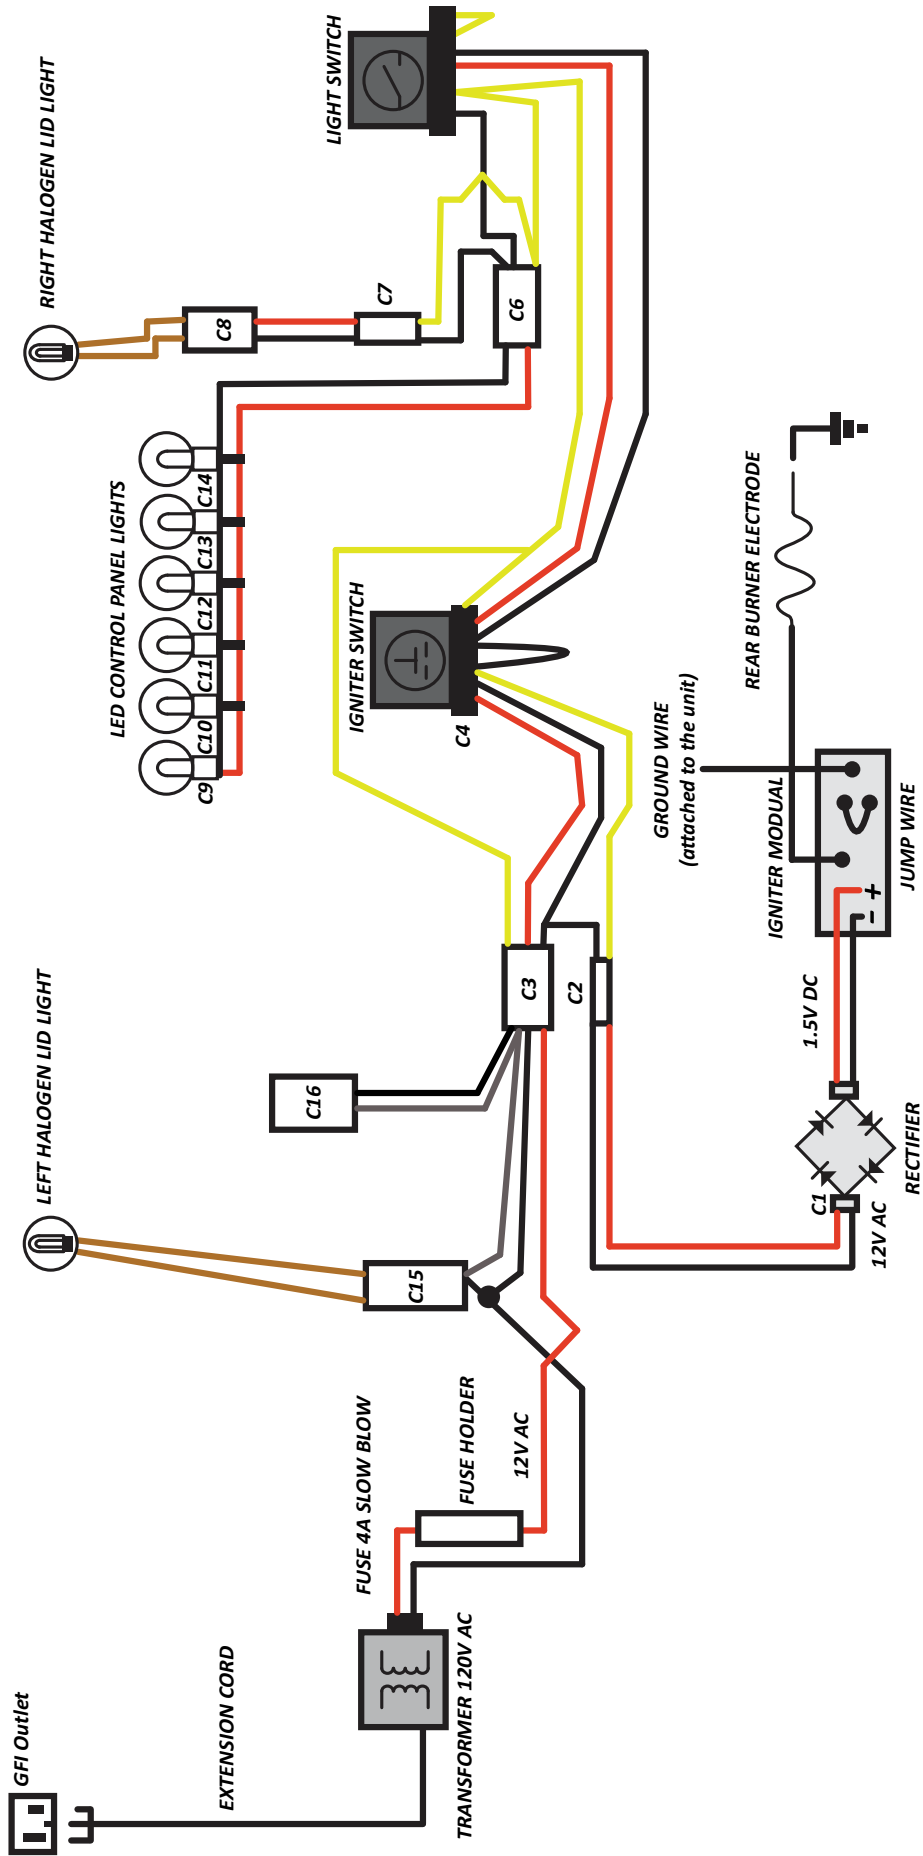 GFI Outlet
EXTENSION CORD
TRANSFORMER 120V AC
FUSE 4A SLOW BLOW
FUSE HOLDER
12V AC
LEFT HALOGEN LID LIGHT
C15
C16
C3
C2
C1
12V AC
RECTIFIER
1.5V DC
IGNITER MODUAL
JUMP WIRE
– +
GROUND WIRE
(attached to the unit)
REAR BURNER ELECTRODE
IGNITER SWITCH
C4
LED CONTROL PANEL LIGHTS
C9
C10
C11
C12
C13
C14
RIGHT HALOGEN LID LIGHT
C8
C7
C6
LIGHT SWITCH